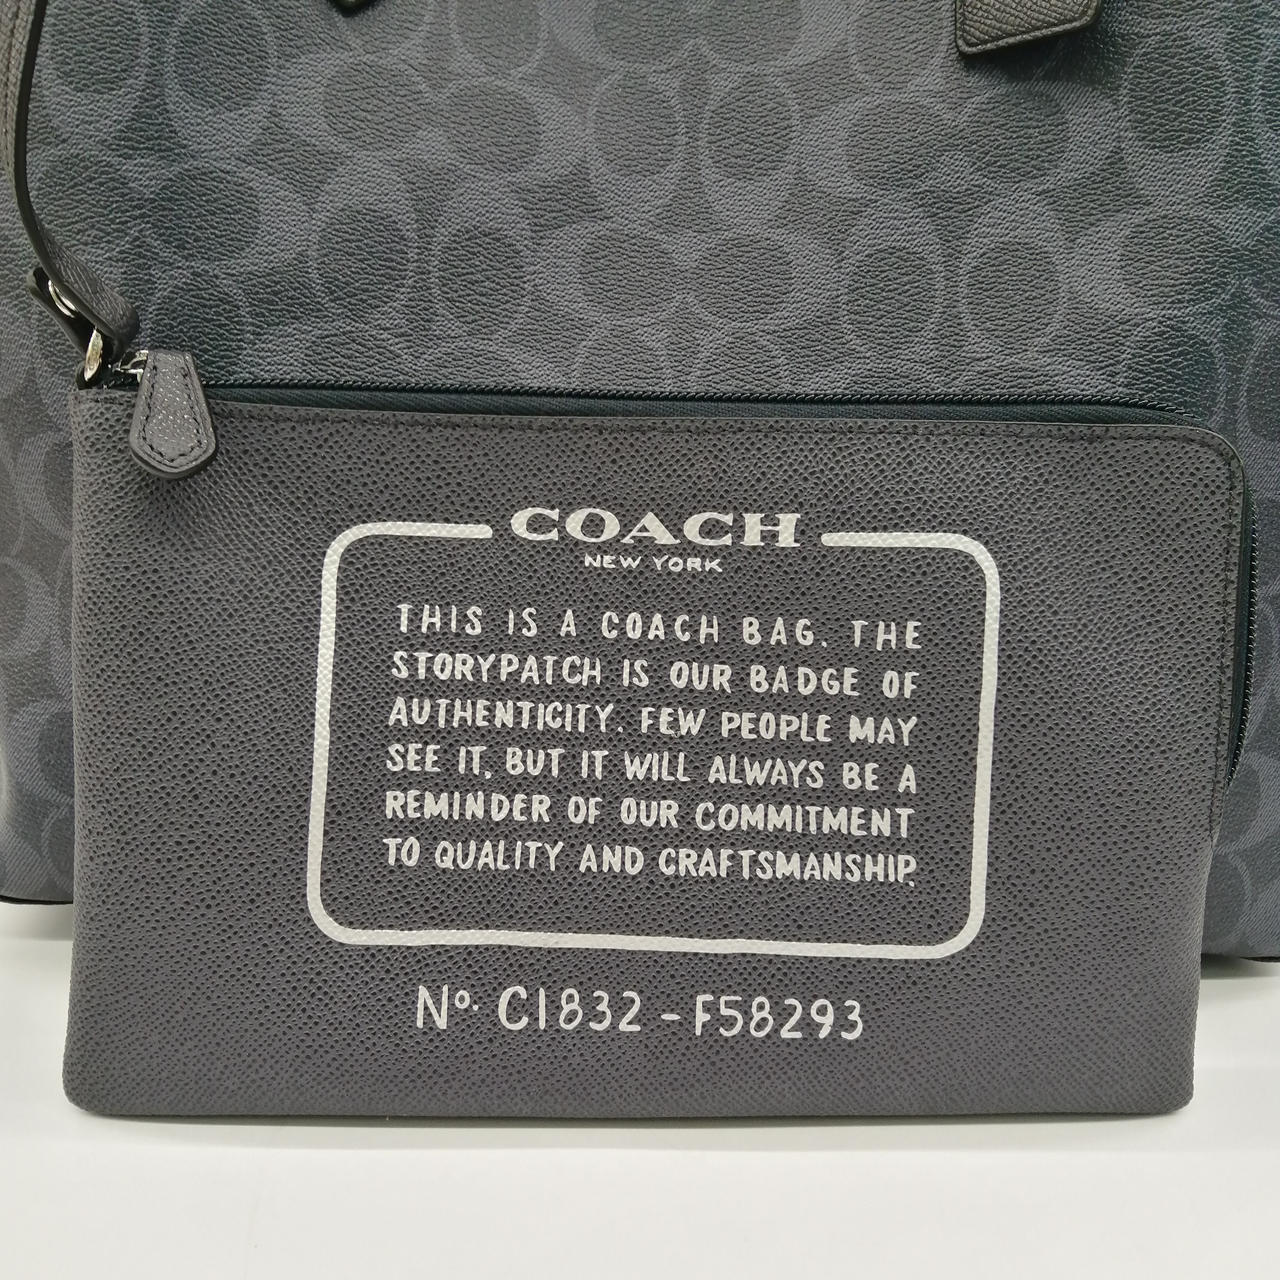 COACH
NEW YORK
THIS IS A COACH BAG. THE
STORYPATCH IS OUR BADGE OF
AUTHENTICITY. FEW PEOPLE MAY
SEE IT, BUT IT WILL ALWAYS BE A
REMINDER OF OUR COMMITMENT
TO QUALITY AND CRAFTSMANSHIP.
Nº. C1832 - F58293